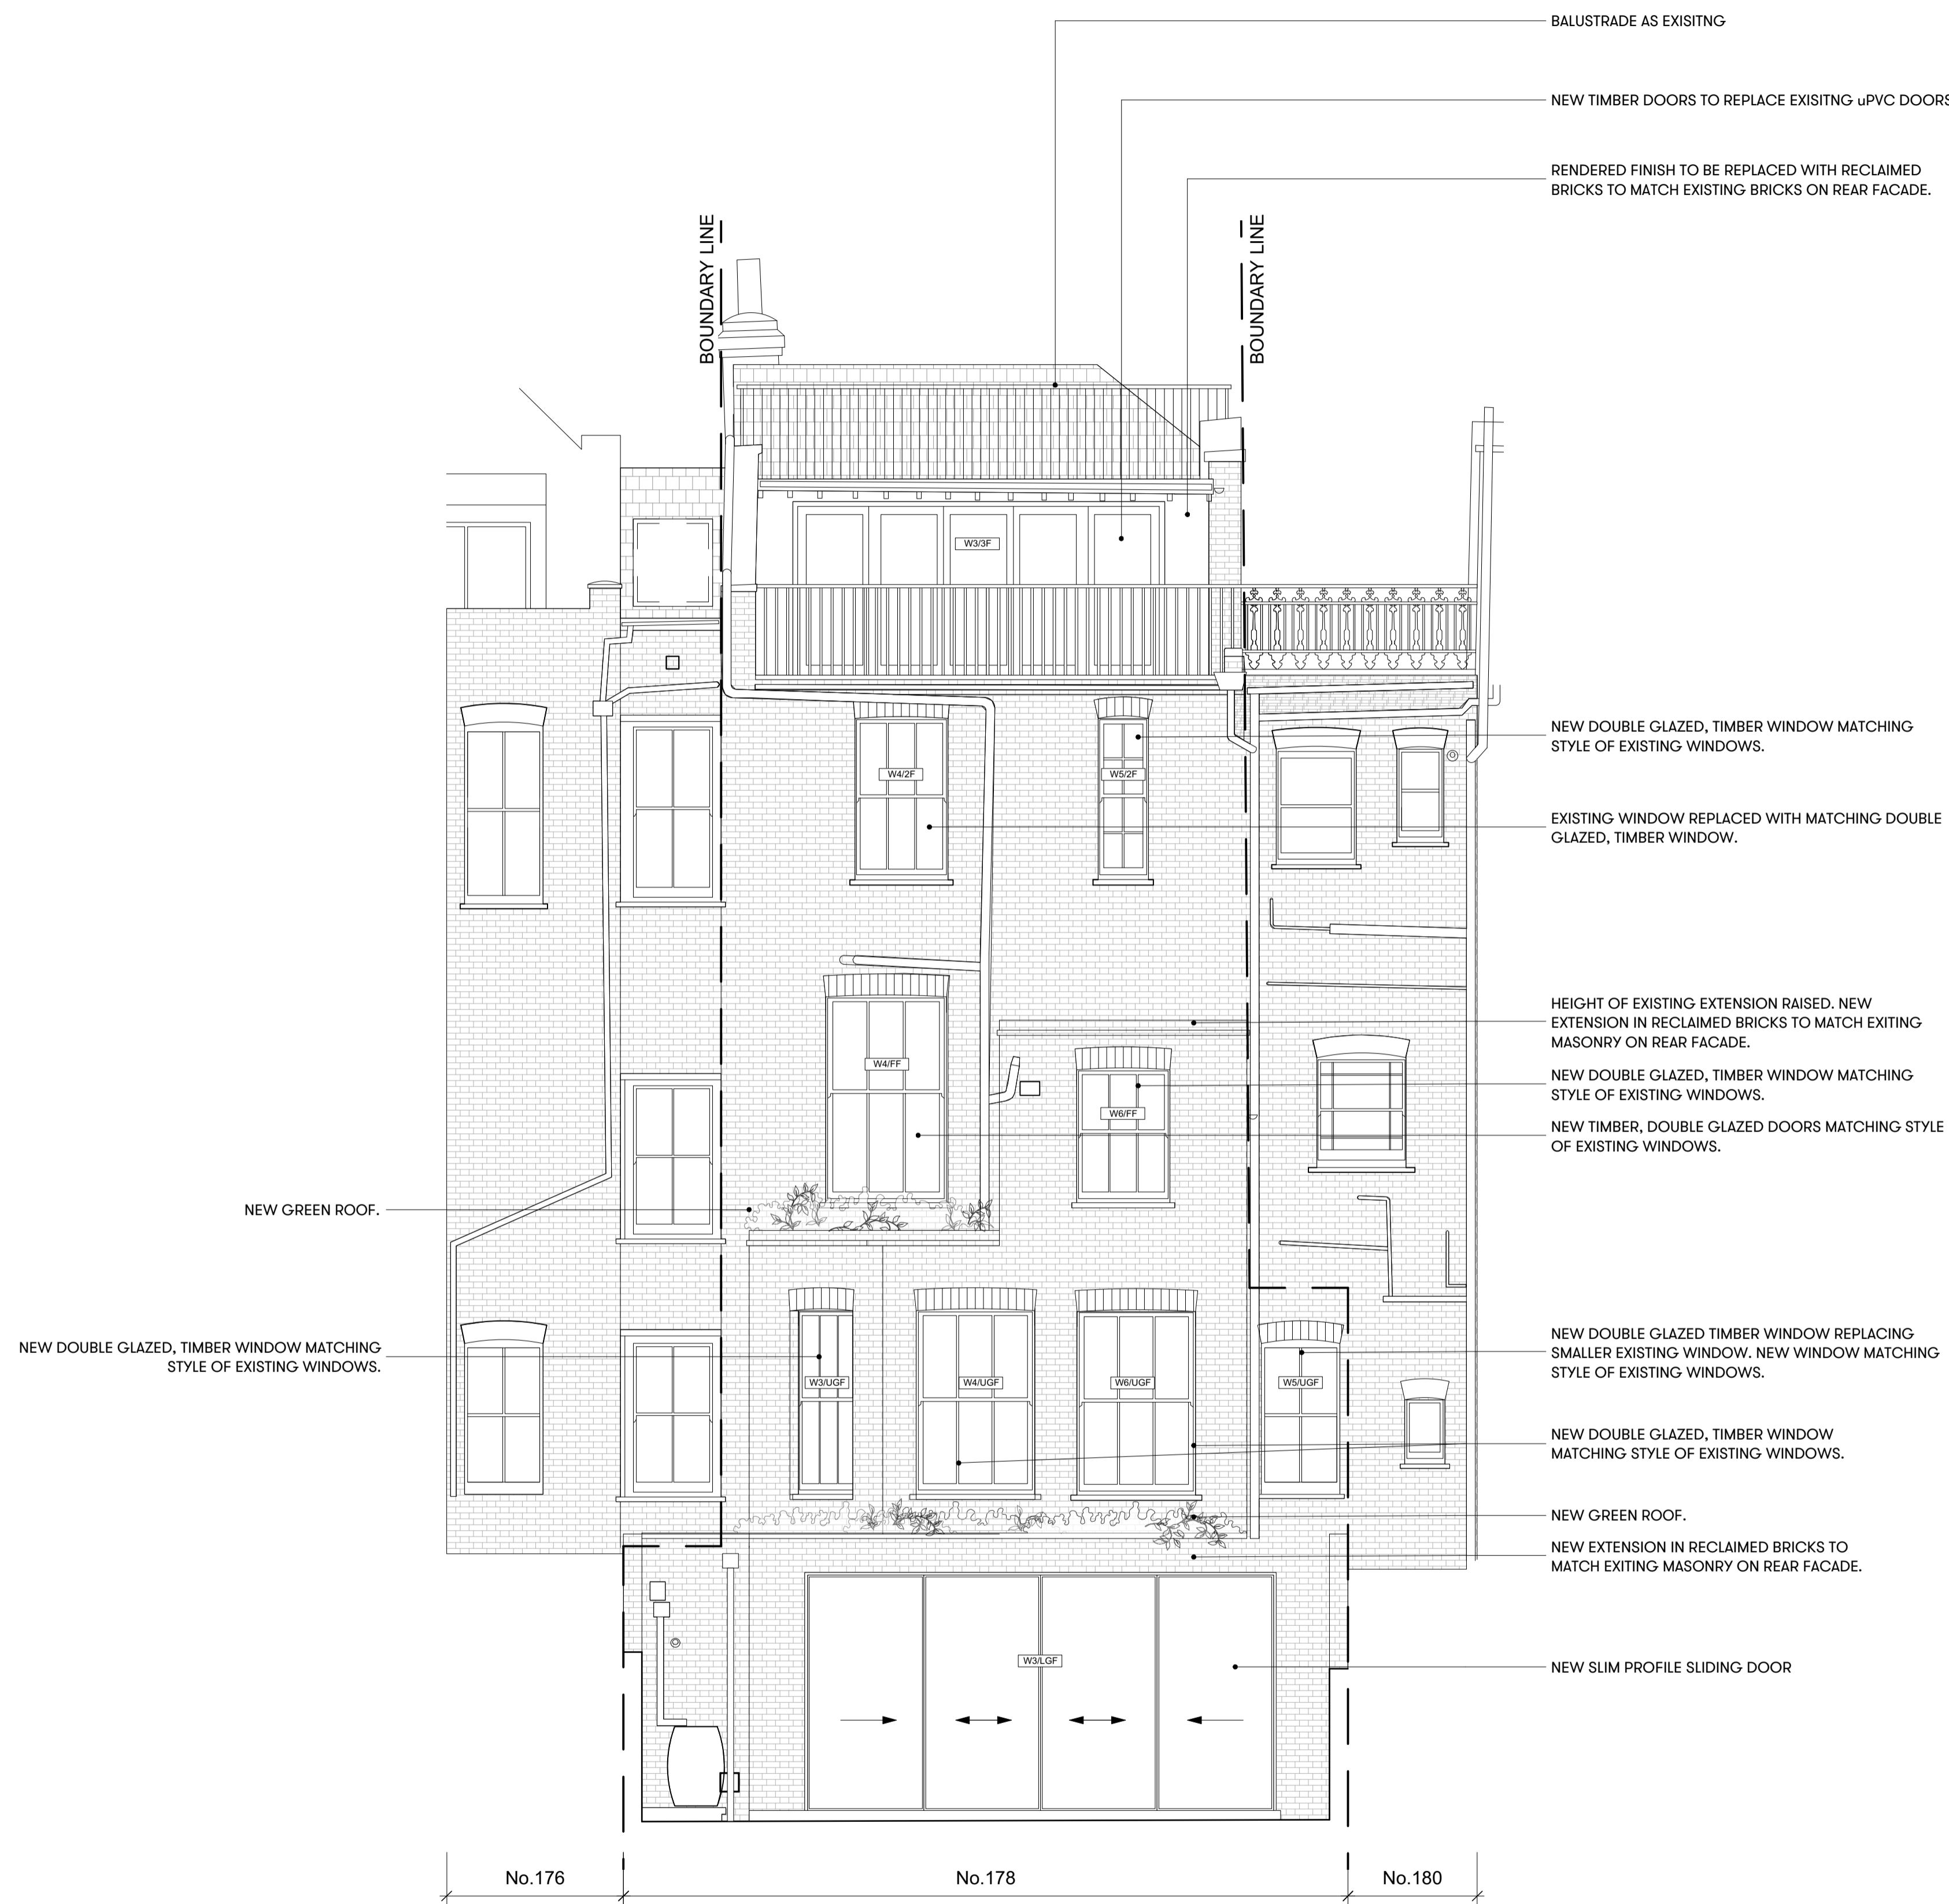 BALUSTRADE AS EXISITNG
NEW TIMBER DOORS TO REPLACE EXISITNG uPVC DOORS
RENDERED FINISH TO BE REPLACED WITH RECLAIMED
BRICKS TO MATCH EXISTING BRICKS ON REAR FACADE.
BOUNDARY LINE
BOUNDARY LINE
W3/3F
NEW DOUBLE GLAZED, TIMBER WINDOW MATCHING
STYLE OF EXISTING WINDOWS.
W4/2F
W5/2F
EXISTING WINDOW REPLACED WITH MATCHING DOUBLE
GLAZED, TIMBER WINDOW.
HEIGHT OF EXISTING EXTENSION RAISED. NEW
EXTENSION IN RECLAIMED BRICKS TO MATCH EXITING
MASONRY ON REAR FACADE.
W4/FF
W6/FF
NEW DOUBLE GLAZED, TIMBER WINDOW MATCHING
STYLE OF EXISTING WINDOWS.
NEW TIMBER, DOUBLE GLAZED DOORS MATCHING STYLE
OF EXISTING WINDOWS.
NEW GREEN ROOF.
NEW DOUBLE GLAZED, TIMBER WINDOW MATCHING
STYLE OF EXISTING WINDOWS.
W3/UGF
W4/UGF
W6/UGF
W5/UGF
NEW DOUBLE GLAZED TIMBER WINDOW REPLACING
SMALLER EXISTING WINDOW. NEW WINDOW MATCHING
STYLE OF EXISTING WINDOWS.
NEW DOUBLE GLAZED, TIMBER WINDOW
MATCHING STYLE OF EXISTING WINDOWS.
NEW GREEN ROOF.
NEW EXTENSION IN RECLAIMED BRICKS TO
MATCH EXITING MASONRY ON REAR FACADE.
W3/LGF
NEW SLIM PROFILE SLIDING DOOR
No.176
No.178
No.180